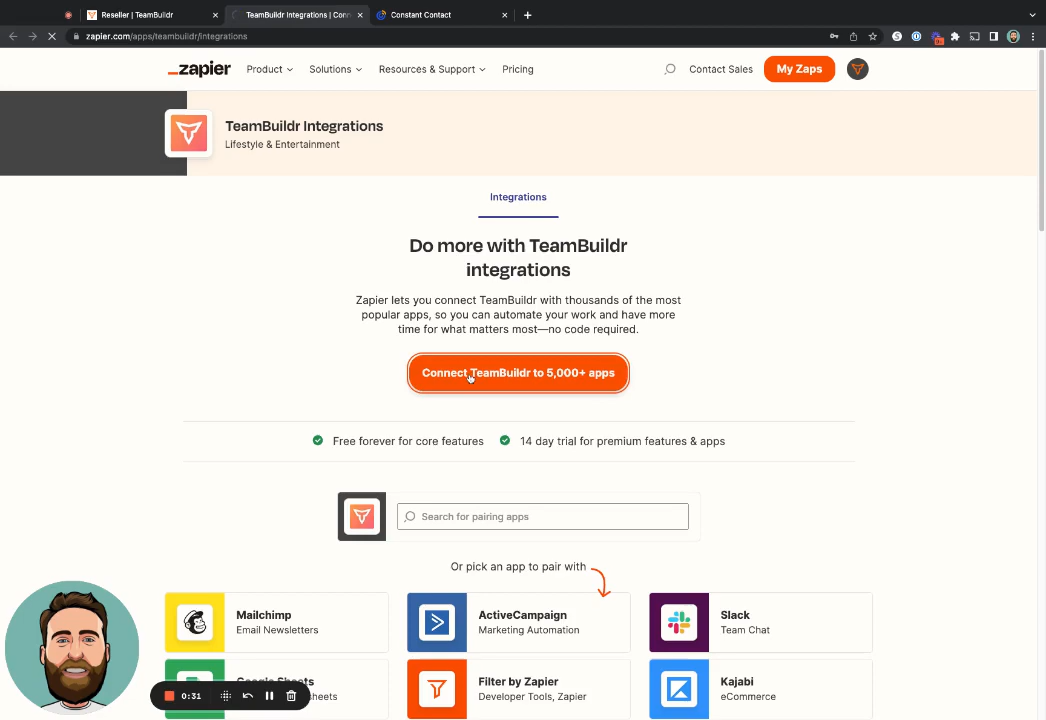 Reseller | TeamBuildr
TeamBuildr Integrations | Conn
Constant Contact
zapier.com/apps/teambuildr/integrations
_zapier
Product
Solutions
Resources & Support
Pricing
Contact Sales
My Zaps
TeamBuildr Integrations
Lifestyle & Entertainment
Integrations
Do more with TeamBuildr
integrations
Zapier lets you connect TeamBuildr with thousands of the most
popular apps, so you can automate your work and have more
time for what matters most—no code required.
Connect TeamBuildr to 5,000+ apps
Free forever for core features
14 day trial for premium features & apps
Search for pairing apps
Or pick an app to pair with
Mailchimp
Email Newsletters
ActiveCampaign
Marketing Automation
Slack
Team Chat
Google Sheets
Filter by Zapier
Developer Tools, Zapier
Kajabi
eCommerce
0:31